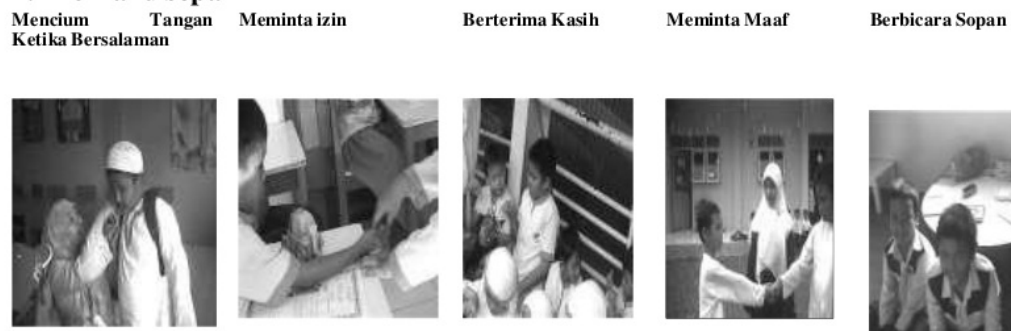 Mencium Tangan
Ketika Bersalaman
Meminta izin
Berterima Kasih
Meminta Maaf
Berbicara Sopan